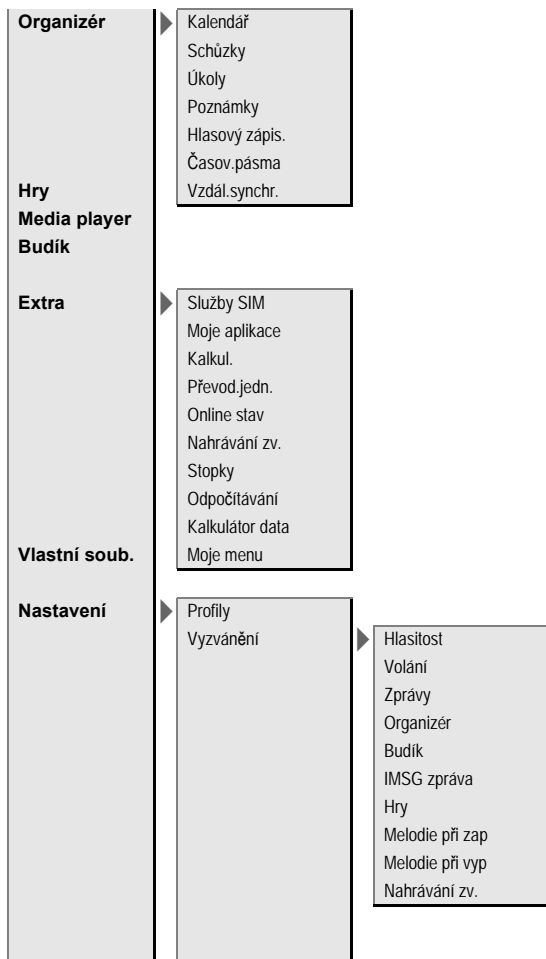 Organizér
Kalendář
Schůzky
Úkoly
Poznámky
Hlasový zápis.
Časov.pásma
Hry
Vzdál.synchr.
Media player
Budík
Extra
Služby SIM
Moje aplikace
Kalkul.
Převod.jedn.
Online stav
Nahrávání zv.
Stopky
Odpočítávání
Kalkulátor data
Vlastní soub.
Moje menu
Nastavení
Profily
Vyzvánění
Hlasitost
Volání
Zprávy
Organizér
Budík
IMSG zpráva
Hry
Melodie při zap
Melodie při vyp
Nahrávání zv.